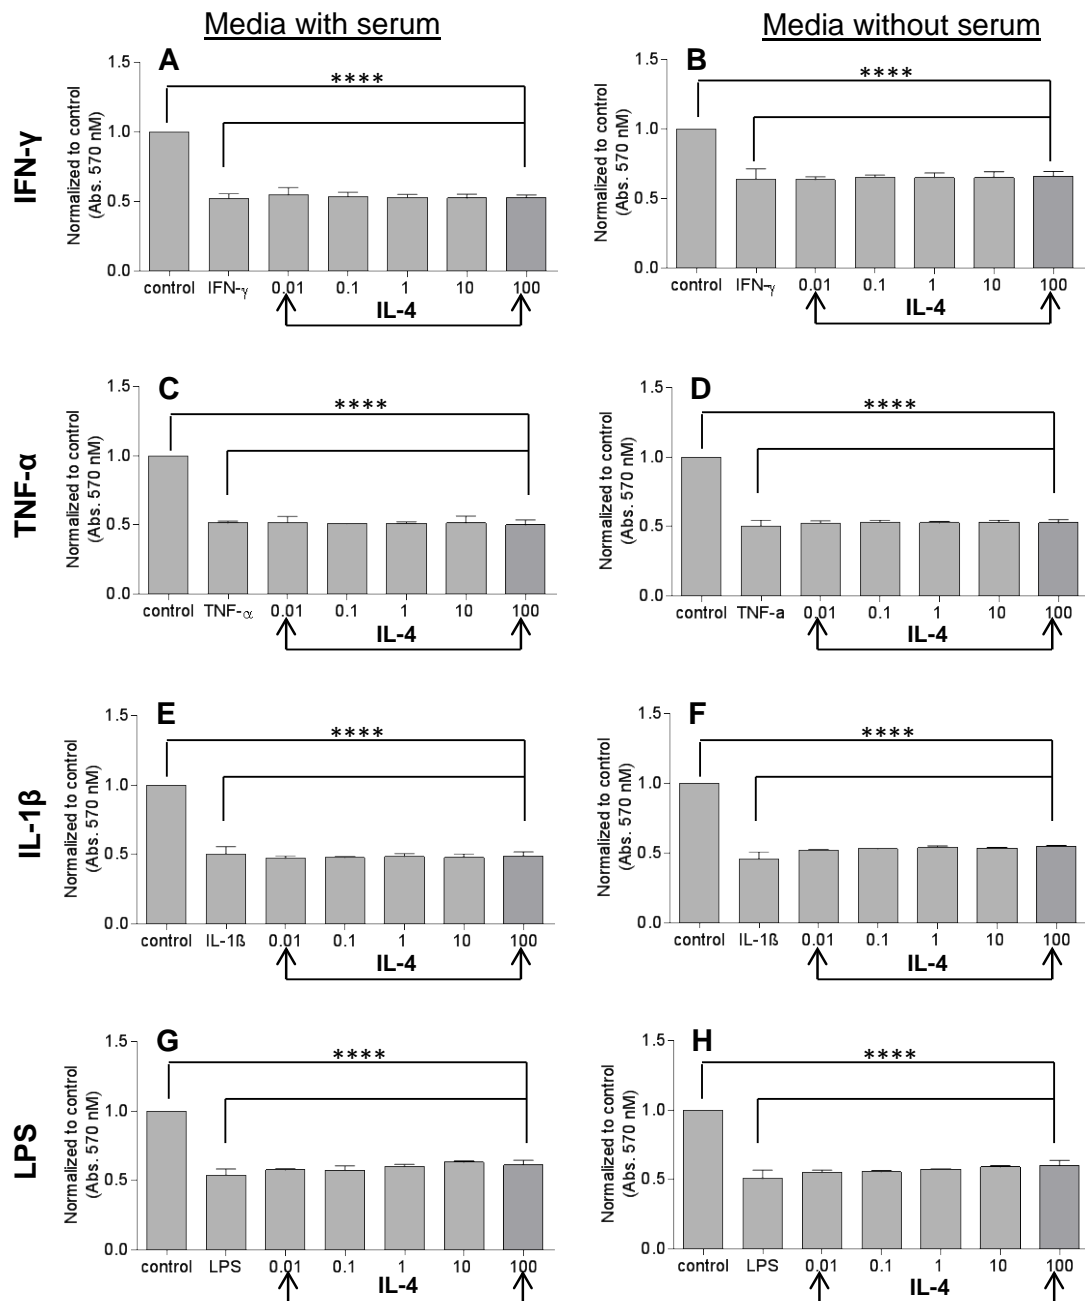 Media with serum
Media without serum
IFN-γ
A
****
Normalized to control
(Abs. 570 nM)
1.5
1.0
0.5
0.0
control IFN-γ 0.01 0.1 1 10 100
IL-4
B
****
Normalized to control
(Abs. 570 nM)
1.5
1.0
0.5
0.0
control IFN-γ 0.01 0.1 1 10 100
IL-4
TNF-α
C
****
Normalized to control
(Abs. 570 nM)
1.5
1.0
0.5
0.0
control TNF-α 0.01 0.1 1 10 100
IL-4
D
****
Normalized to control
(Abs. 570 nM)
1.5
1.0
0.5
0.0
control TNF-a 0.01 0.1 1 10 100
IL-4
IL-1β
E
****
Normalized to control
(Abs. 570 nM)
1.5
1.0
0.5
0.0
control IL-1ß 0.01 0.1 1 10 100
IL-4
F
****
Normalized to control
(Abs. 570 nM)
1.5
1.0
0.5
0.0
control IL-1ß 0.01 0.1 1 10 100
IL-4
LPS
G
****
Normalized to control
(Abs. 570 nM)
1.5
1.0
0.5
0.0
control LPS 0.01 0.1 1 10 100
IL-4
H
****
Normalized to control
(Abs. 570 nM)
1.5
1.0
0.5
0.0
control LPS 0.01 0.1 1 10 100
IL-4